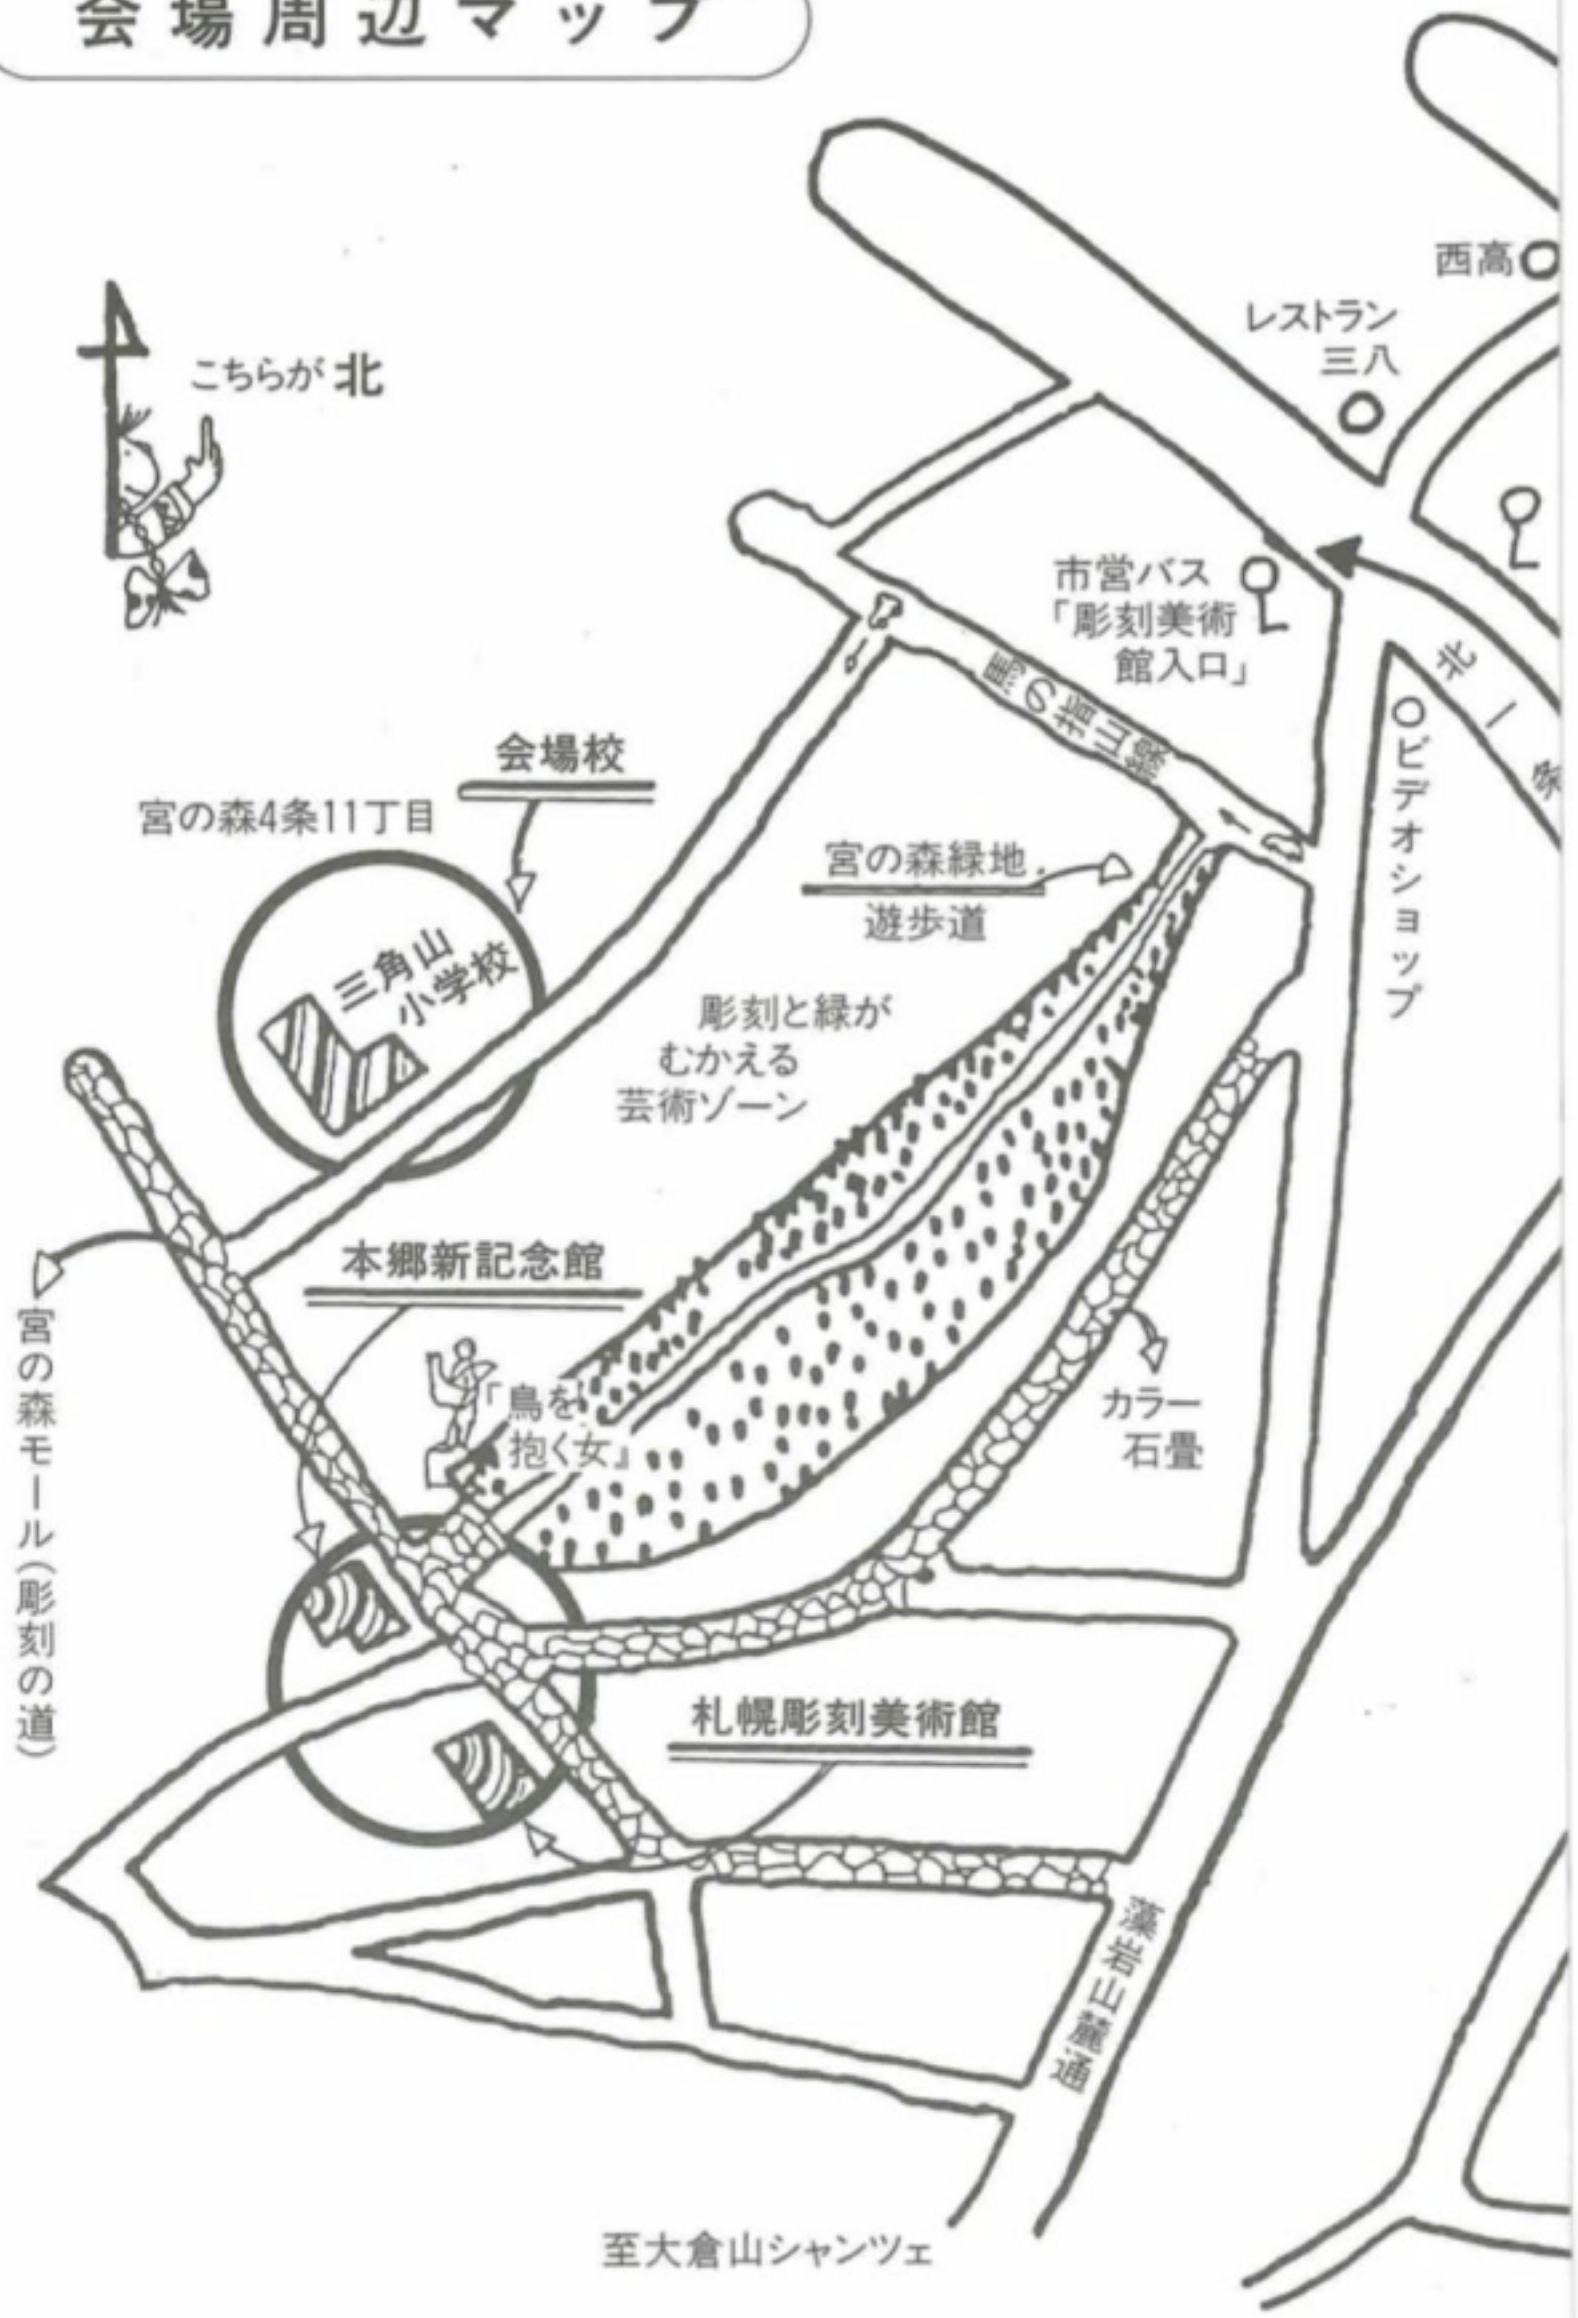 会場周辺マップ
西高
レストラン
三八
こちらが北
市営バス
「彫刻美術
館入口」
北一条
馬の指山線
ビデオショップ
会場校
宮の森4条11丁目
宮の森緑地
遊歩道
三角山
小学校
彫刻と緑が
むかえる
芸術ゾーン
本郷新記念館
宮の森モール(彫刻の道)
「鳥を
抱く女」
カラー
石畳
札幌彫刻美術館
藻岩山麓通
至大倉山シャンツェ